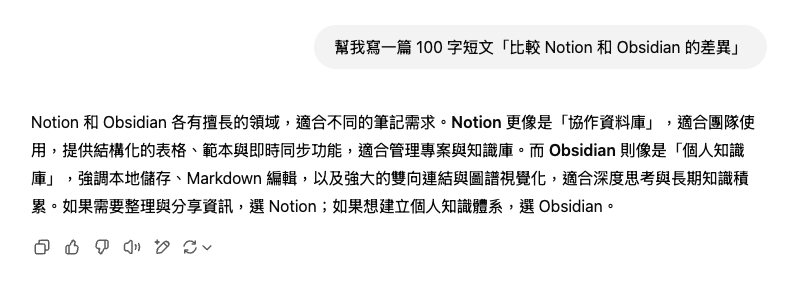 幫我寫一篇 100 字短文「比較 Notion 和 Obsidian 的差異」
Notion 和 Obsidian 各有擅長的領域，適合不同的筆記需求。Notion 更像是「協作資料庫」，適合團隊使
用，提供結構化的表格、範本與即時同步功能，適合管理專案與知識庫。而 Obsidian 則像是「個人知識
庫」，強調本地儲存、Markdown 編輯，以及強大的雙向連結與圖譜視覺化，適合深度思考與長期知識積
累。如果需要整理與分享資訊，選 Notion；如果想建立個人知識體系，選 Obsidian。